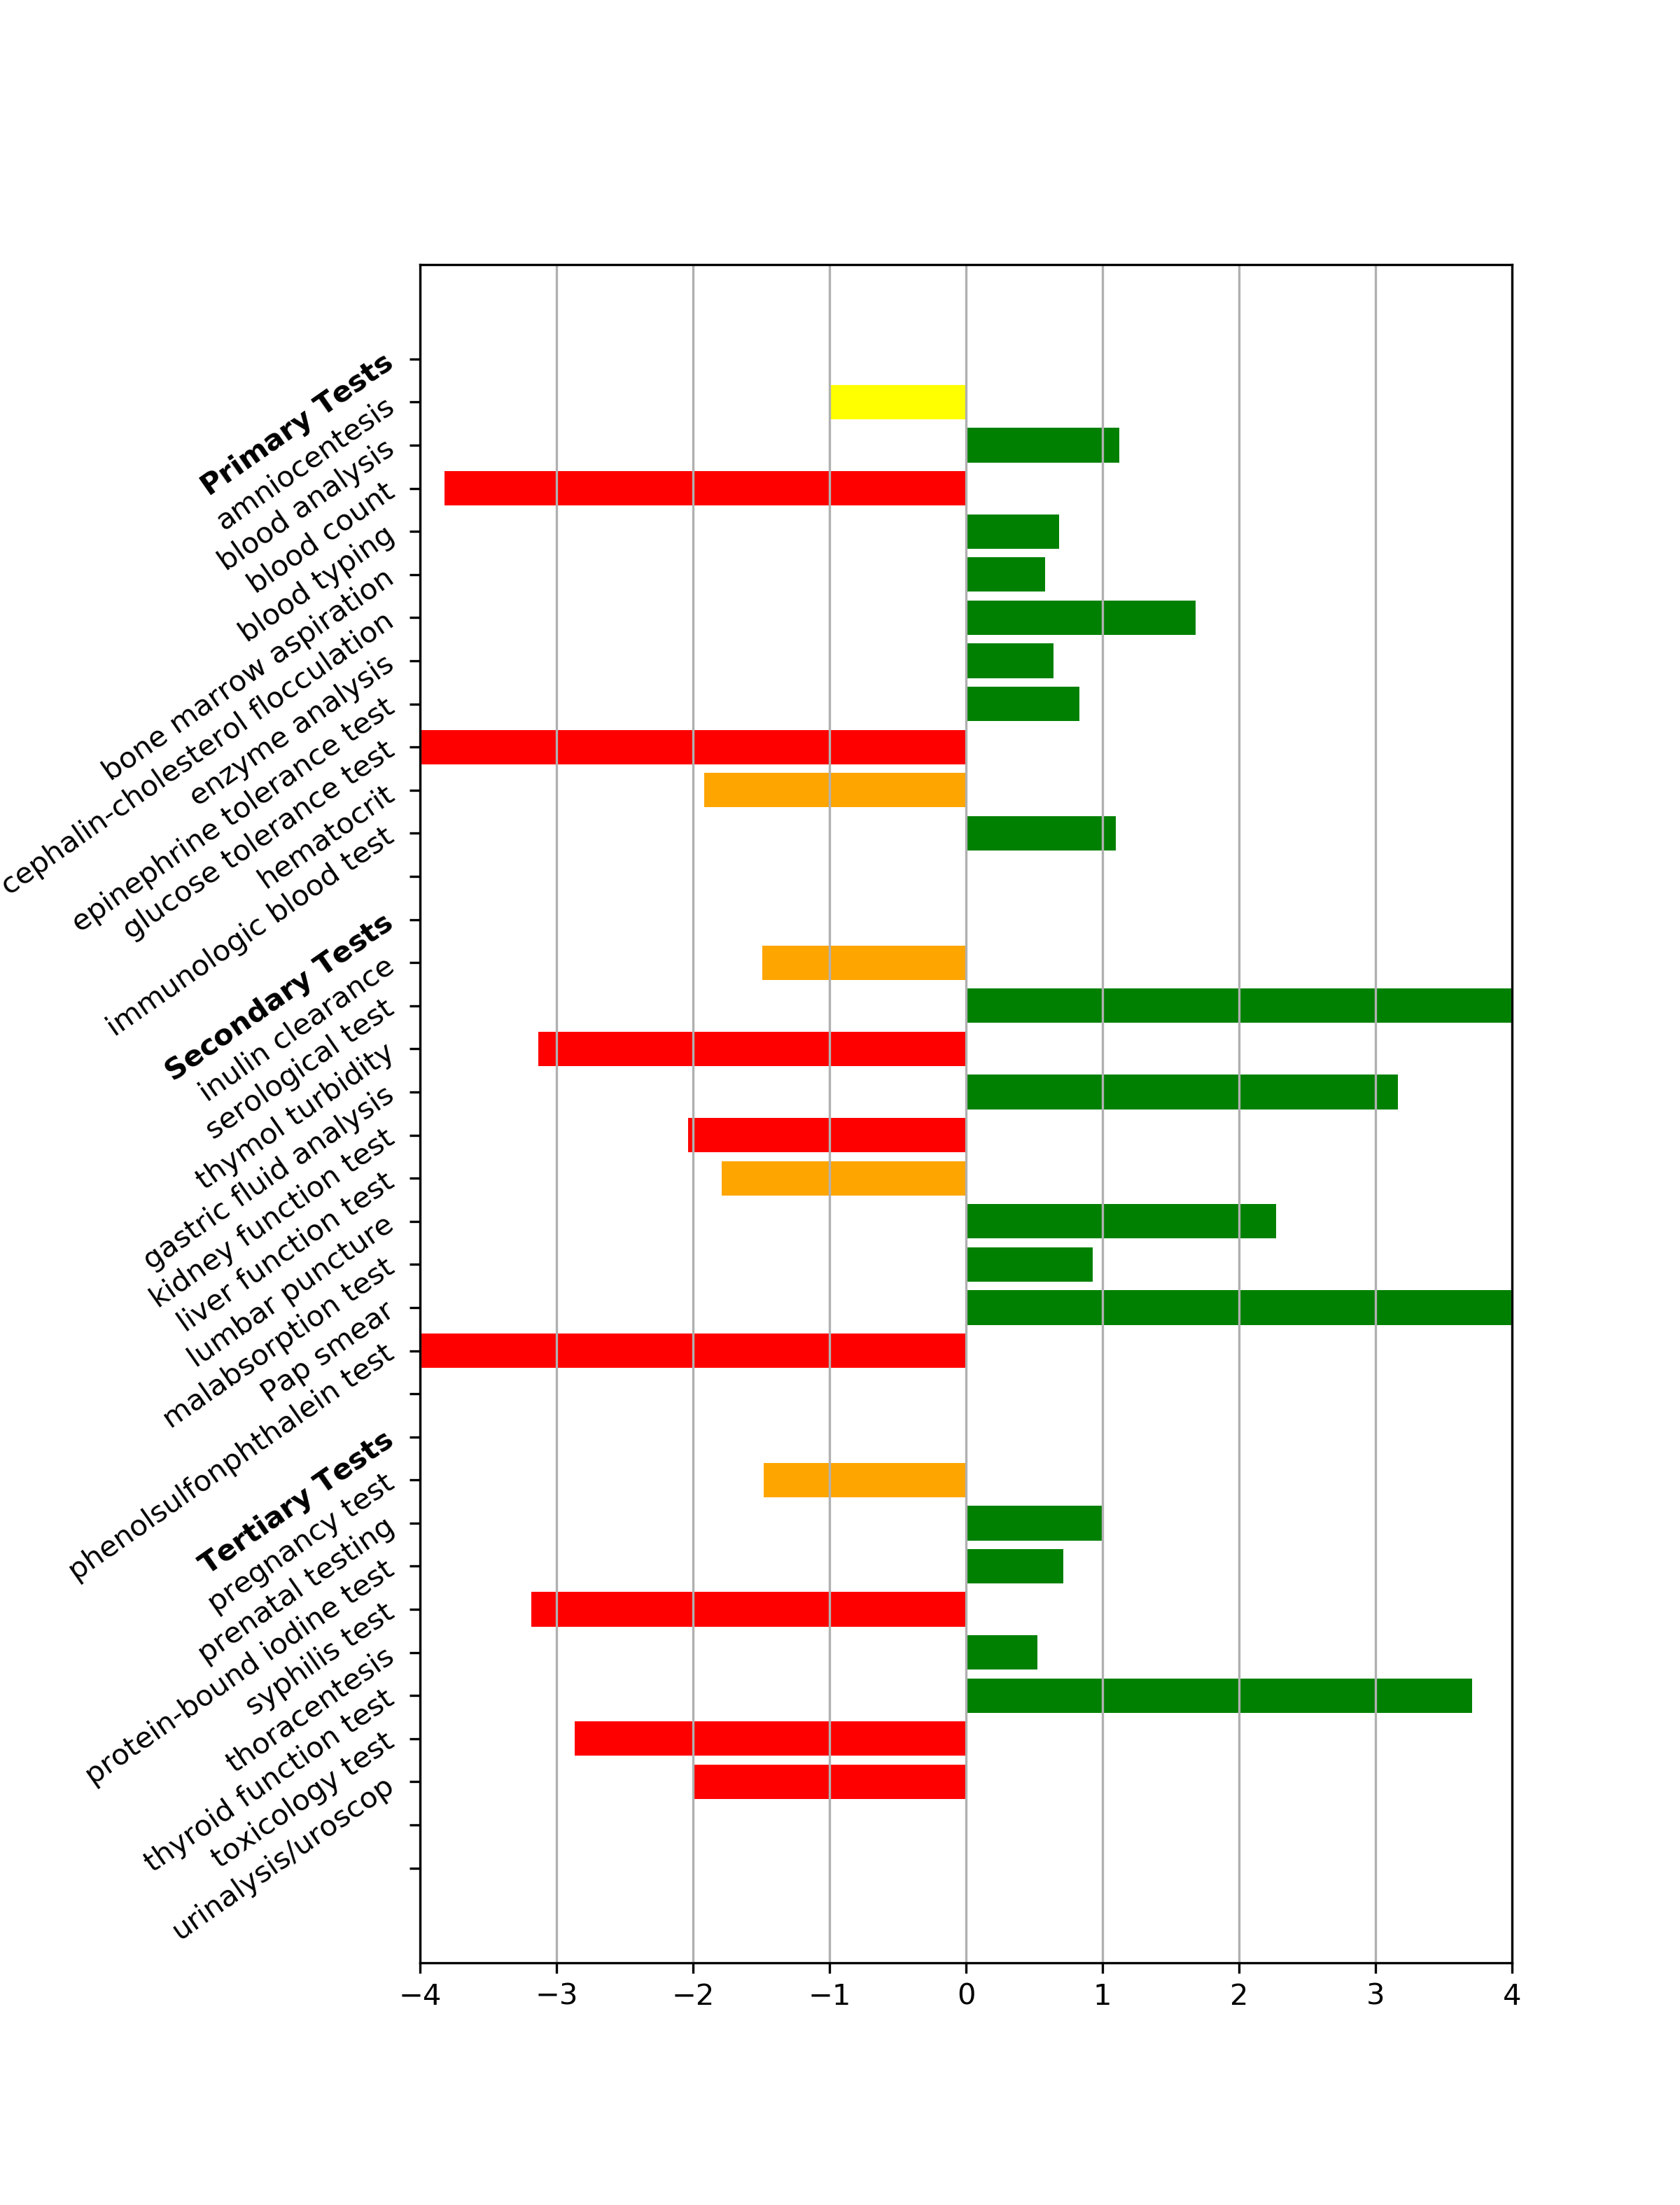 Primary Tests
amniocentesis
blood analysis
blood count
blood typing
bone marrow aspiration
cephalin-cholesterol flocculation
enzyme analysis
epinephrine tolerance test
glucose tolerance test
hematocrit
immunologic blood test
Secondary Tests
inulin clearance
serological test
thymol turbidity
gastric fluid analysis
kidney function test
liver function test
lumbar puncture
malabsorption test
Pap smear
phenolsulfonphthalein test
Tertiary Tests
pregnancy test
prenatal testing
protein-bound iodine test
syphilis test
thoracentesis
thyroid function test
toxicology test
urinalysis/uroscop
−4 −3 −2 −1 0 1 2 3 4